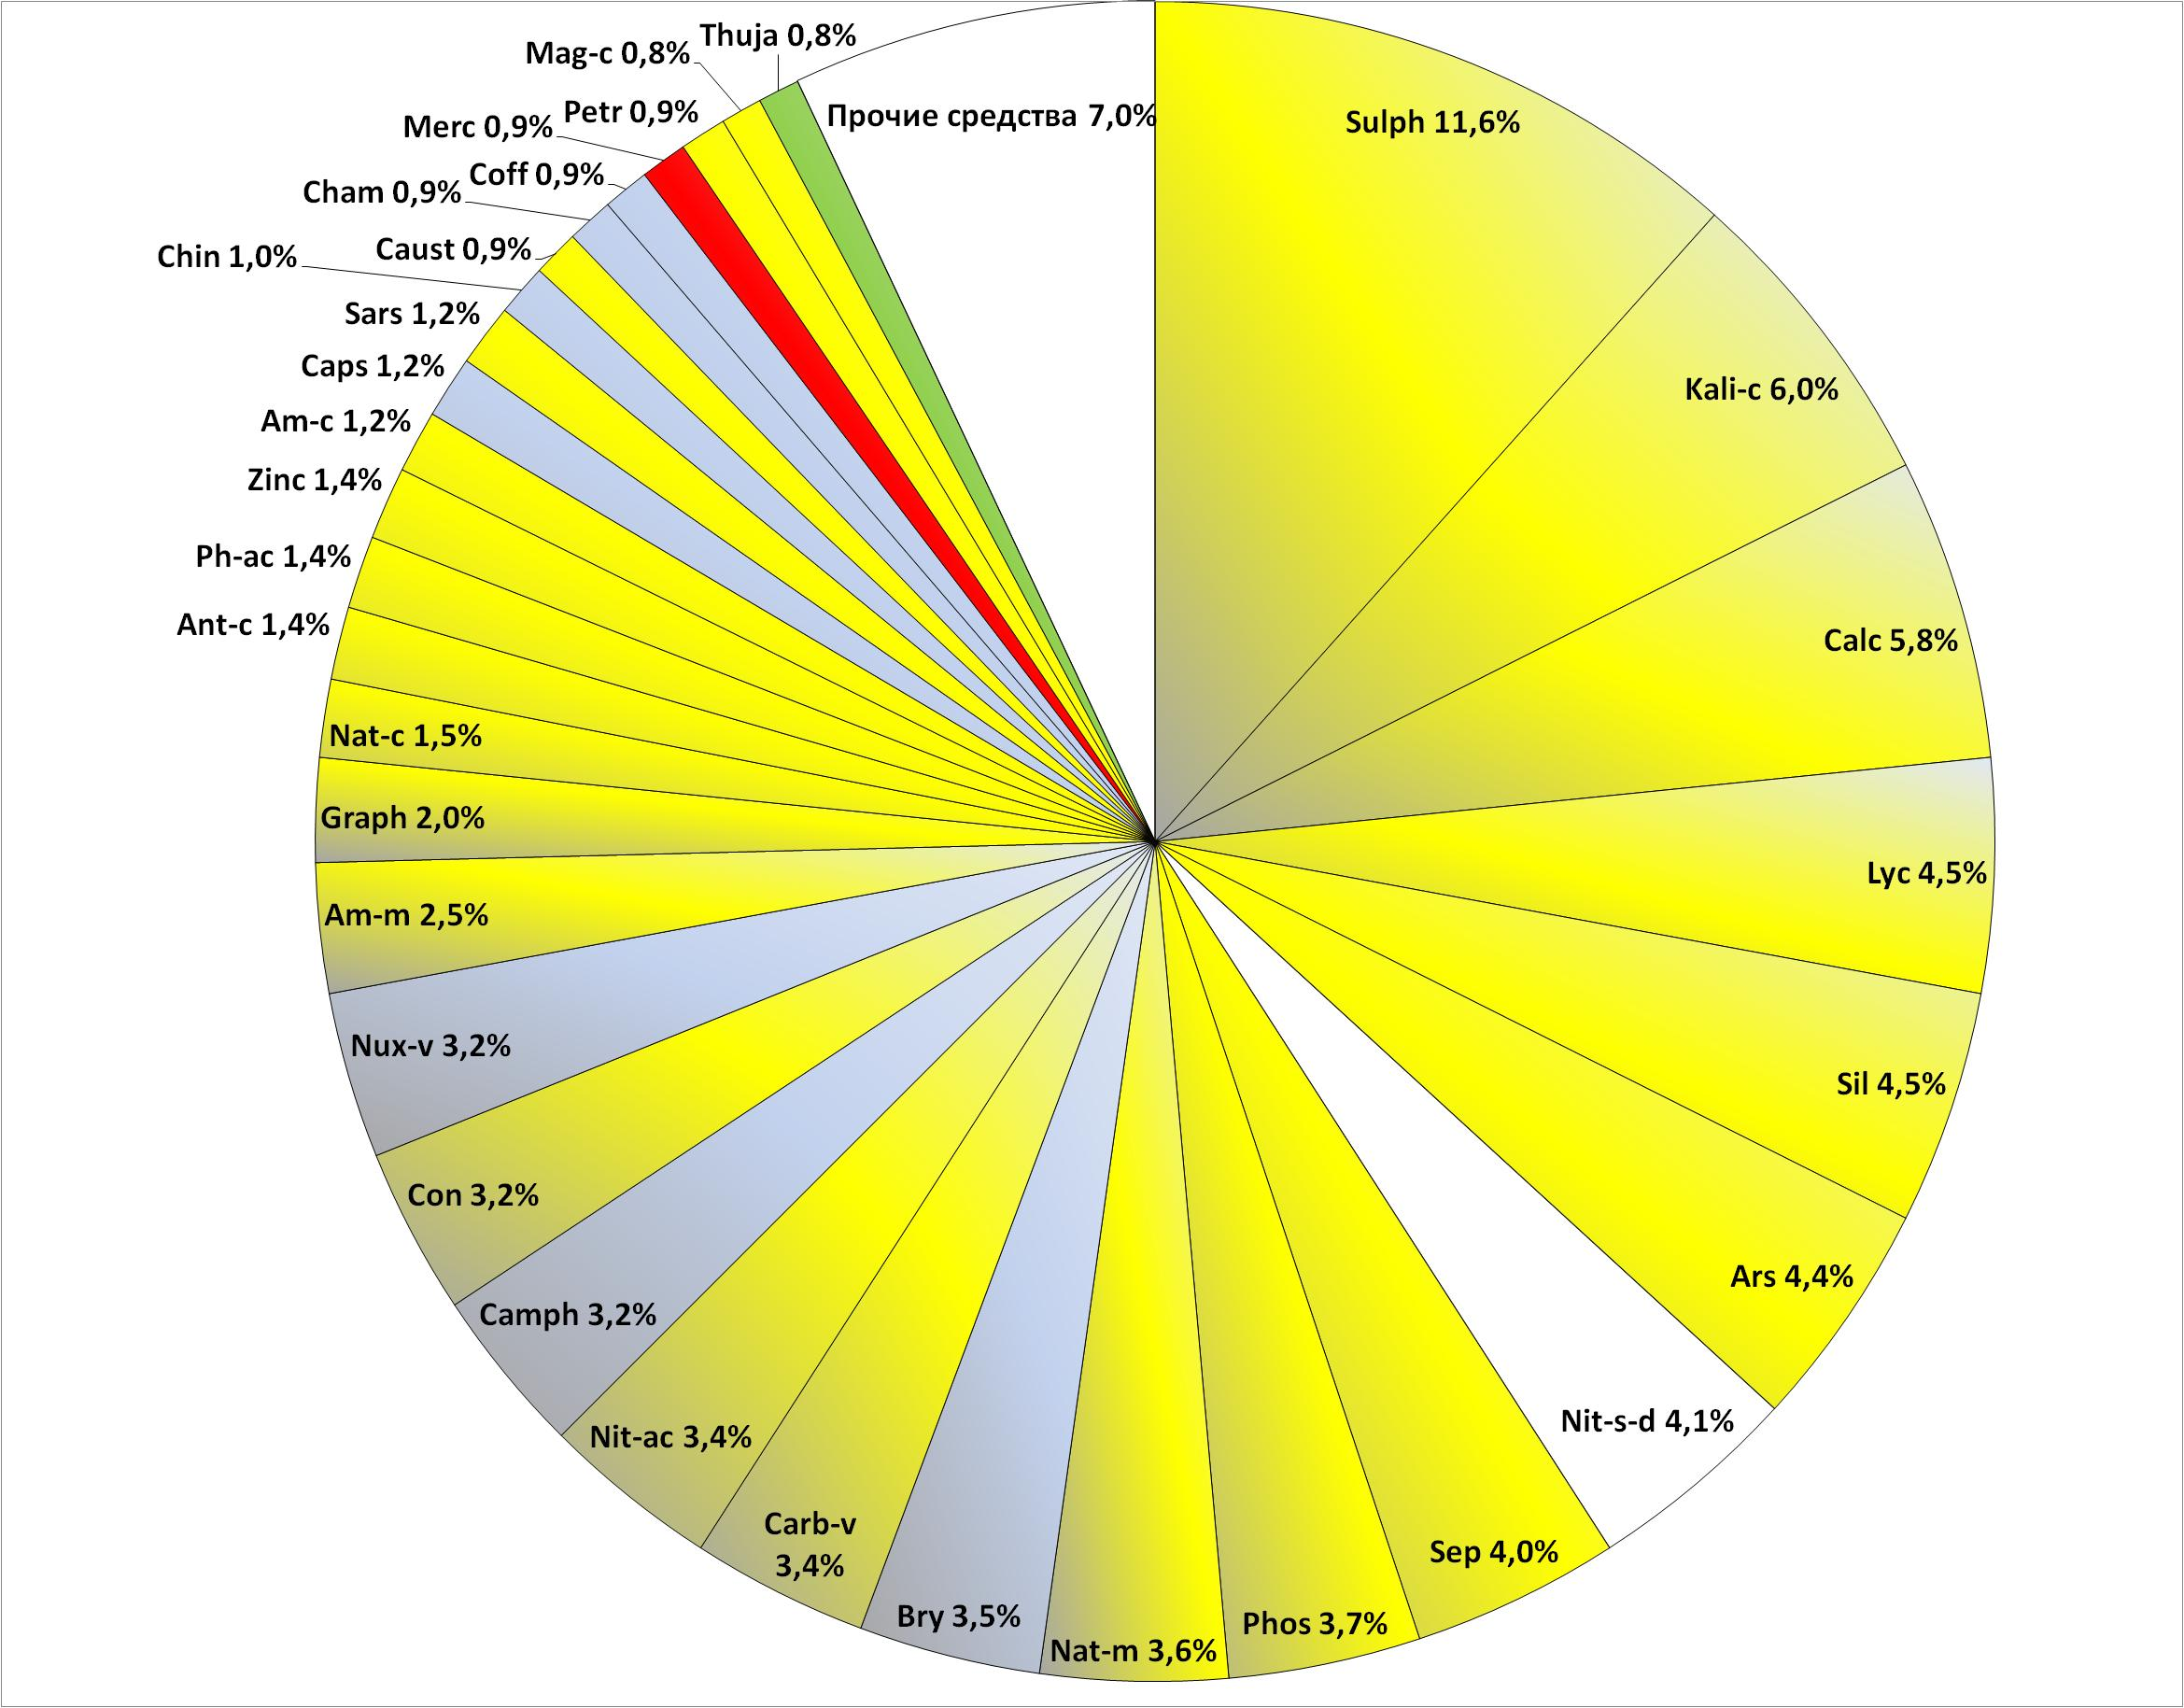 Sulph 11,6%
Kali-c 6,0%
Calc 5,8%
Lyc 4,5%
Sil 4,5%
Ars 4,4%
Nit-s-d 4,1%
Sep 4,0%
Phos 3,7%
Nat-m 3,6%
Bry 3,5%
Carb-v
3,4%
Nit-ac 3,4%
Camph 3,2%
Con 3,2%
Nux-v 3,2%
Am-m 2,5%
Graph 2,0%
Nat-c 1,5%
Ant-c 1,4%
Ph-ac 1,4%
Zinc 1,4%
Am-c 1,2%
Caps 1,2%
Sars 1,2%
Chin 1,0%
Caust 0,9%
Cham 0,9%
Coff 0,9%
Merc 0,9%
Petr 0,9%
Mag-c 0,8%
Thuja 0,8%
Прочие средства 7,0%